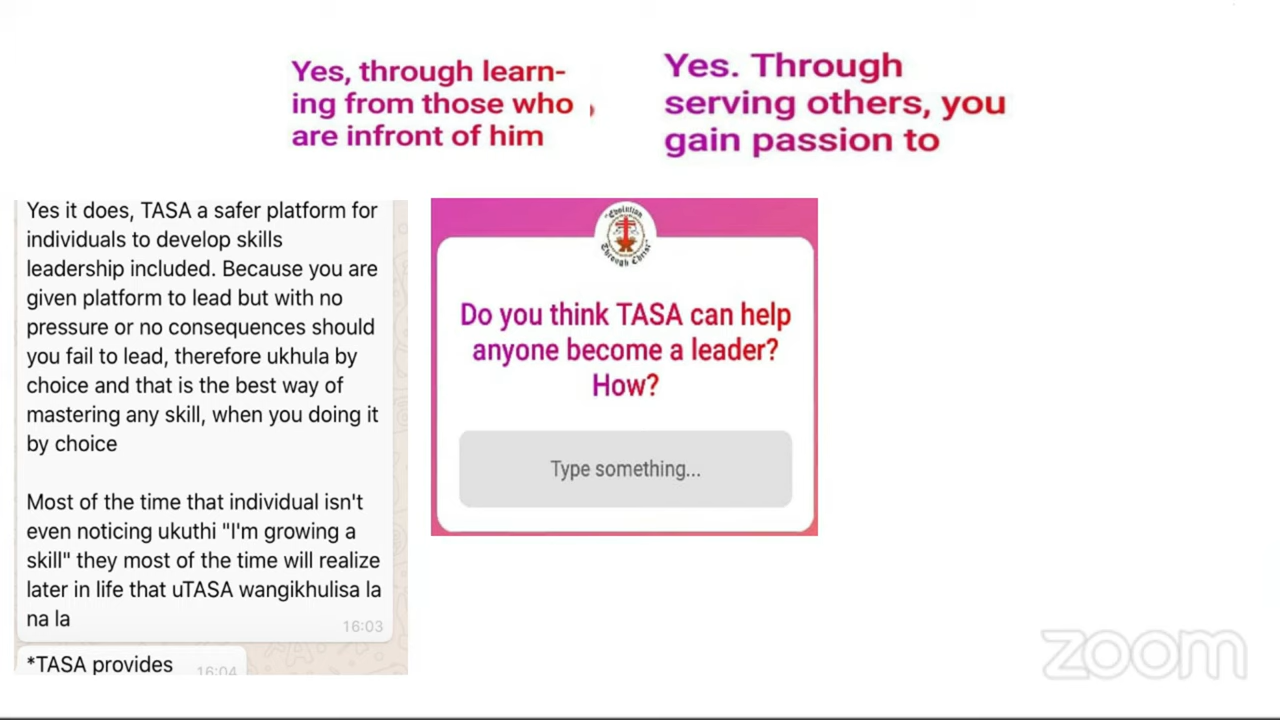 Yes, through learn-
ing from those who
are infront of him
Yes. Through
serving others, you
gain passion to
Yes it does, TASA a safer platform for
individuals to develop skills
leadership included. Because you are
given platform to lead but with no
pressure or no consequences should
you fail to lead, therefore ukhula by
choice and that is the best way of
mastering any skill, when you doing it
by choice
Most of the time that individual isn't
even noticing ukuthi "I'm growing a
skill" they most of the time will realize
later in life that uTASA wangikhulisa la
na la
16:03
*TASA provides
16:04
"Evolution
Through Christ"
Do you think TASA can help
anyone become a leader?
How?
Type something...
zoom